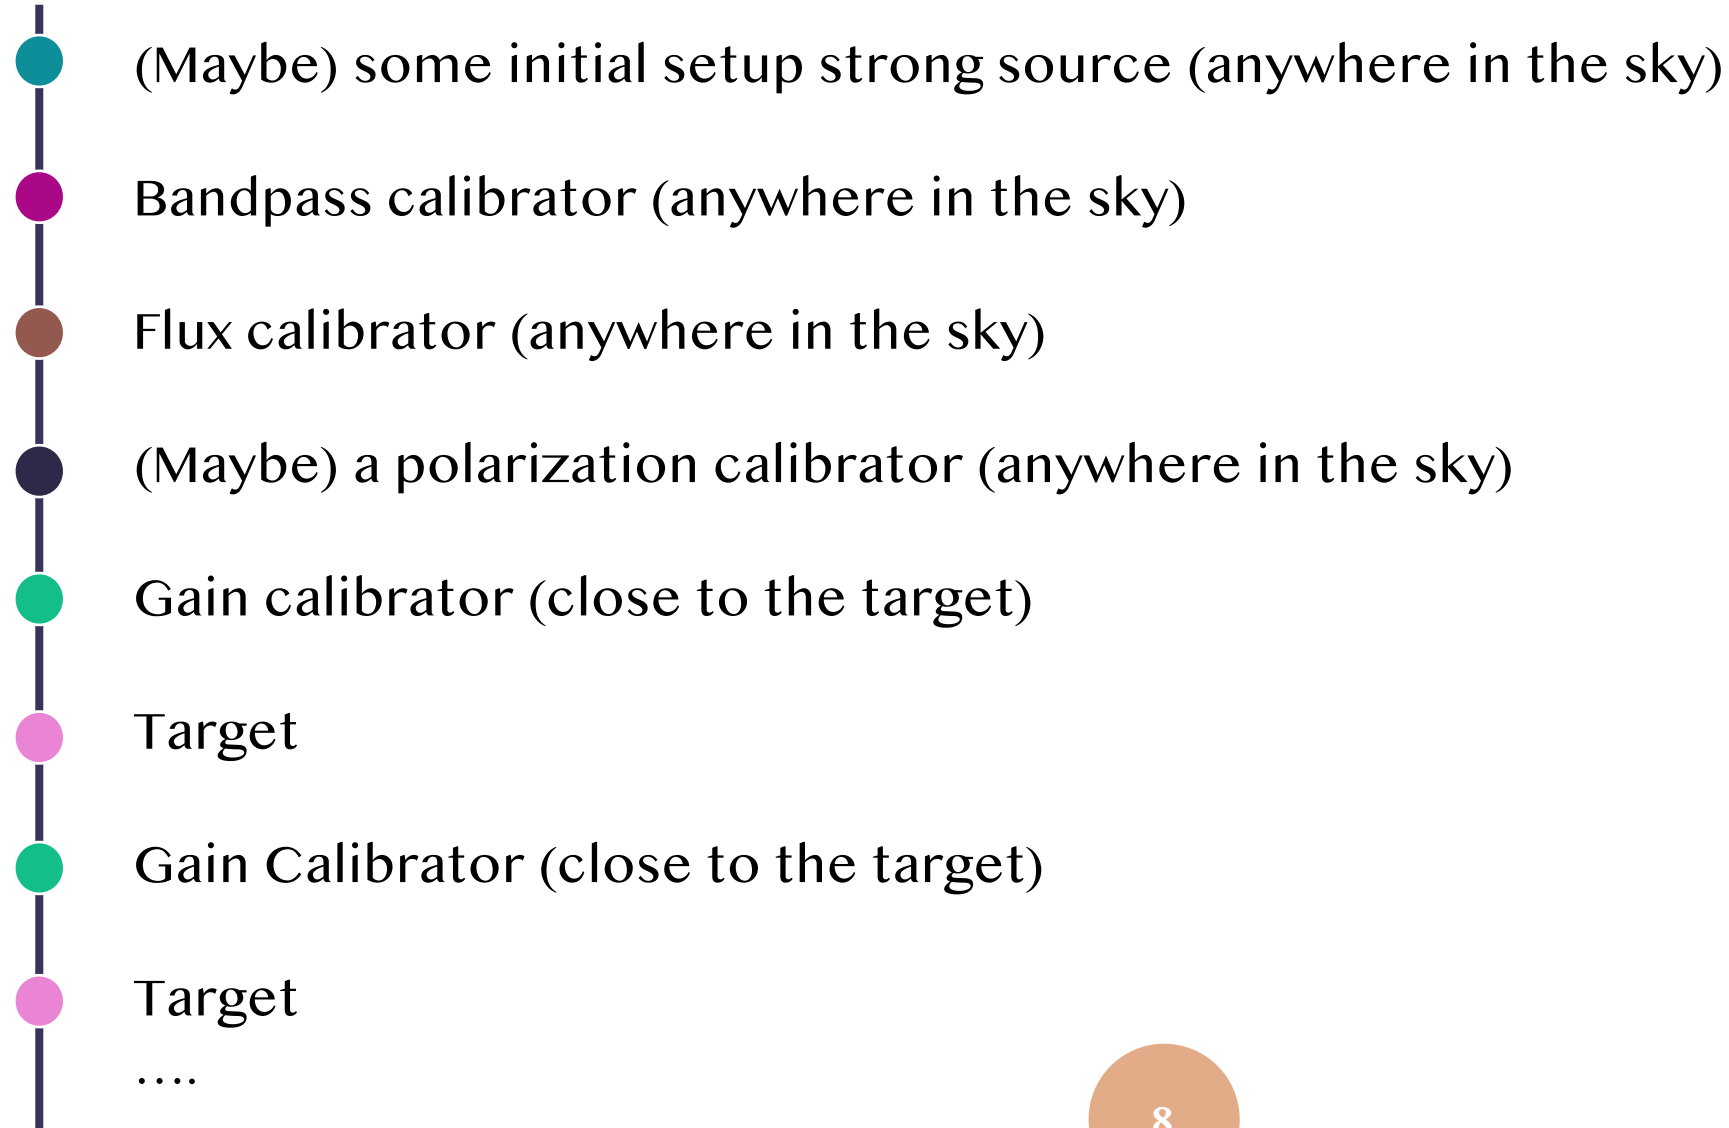 (Maybe) some initial setup strong source (anywhere in the sky)
Bandpass calibrator (anywhere in the sky)
Flux calibrator (anywhere in the sky)
(Maybe) a polarization calibrator (anywhere in the sky)
Gain calibrator (close to the target)
Target
Gain Calibrator (close to the target)
Target
....
8